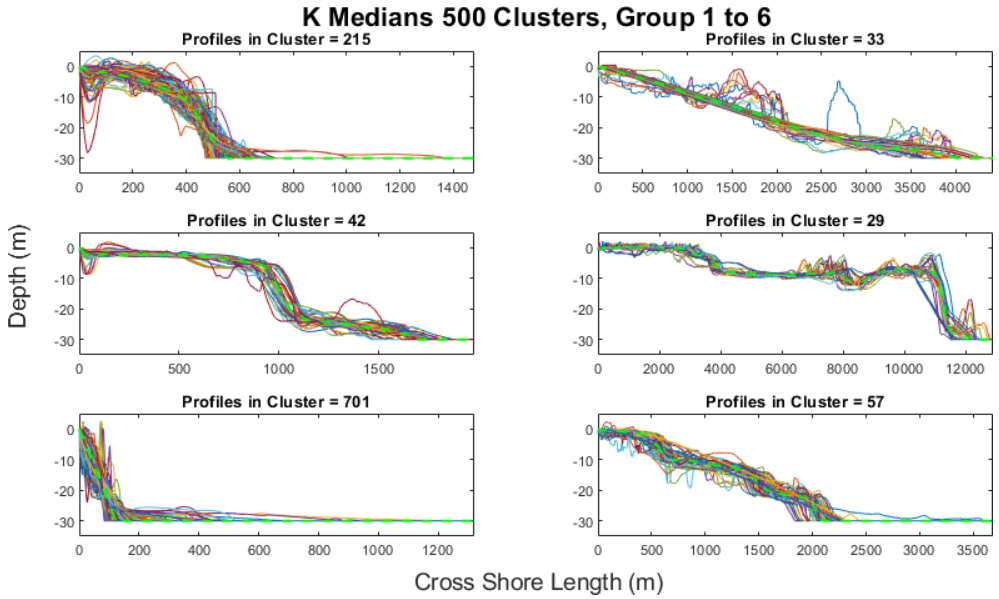 K Medians 500 Clusters, Group 1 to 6
Profiles in Cluster = 215
0
-10
-20
-30
0 200 400 600 800 1000 1200 1400
Profiles in Cluster = 33
0
-10
-20
-30
0 500 1000 1500 2000 2500 3000 3500 4000
Profiles in Cluster = 42
0
-10
-20
-30
0 500 1000 1500
Profiles in Cluster = 29
0
-10
-20
-30
0 2000 4000 6000 8000 10000 12000
Profiles in Cluster = 701
0
-10
-20
-30
0 200 400 600 800 1000 1200
Profiles in Cluster = 57
0
-10
-20
-30
0 500 1000 1500 2000 2500 3000 3500
Depth (m)
Cross Shore Length (m)